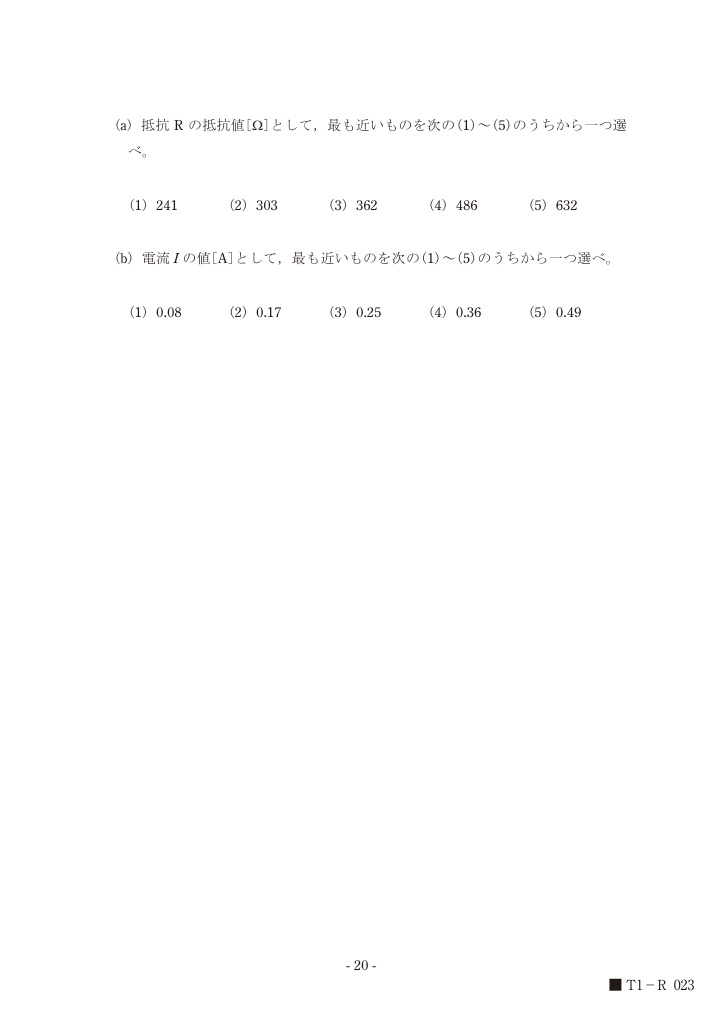 (a) 抵抗 R の抵抗値[Ω]として，最も近いものを次の(1)～(5)のうちから一つ選
べ。
(1) 241 (2) 303 (3) 362 (4) 486 (5) 632
(b) 電流 I の値[A]として，最も近いものを次の(1)～(5)のうちから一つ選べ。
(1) 0.08 (2) 0.17 (3) 0.25 (4) 0.36 (5) 0.49
- 20 -
■ T1－R 023